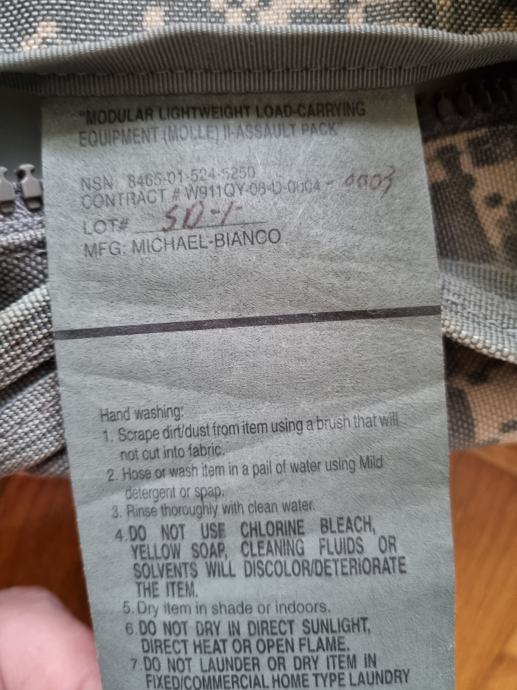 "MODULAR LIGHTWEIGHT LOAD-CARRYING
EQUIPMENT (MOLLE) II-ASSAULT PACK"
NSN 8465-01-524-5250
CONTRACT # W911QY-06-D-0004 - 0003
LOT# SD-1
MFG: MICHAEL-BIANCO
Hand washing:
1. Scrape dirt/dust from item using a brush that will
not cut into fabric.
2. Hose or wash item in a pail of water using Mild
detergent or soap.
3. Rinse thoroughly with clean water.
4.DO NOT USE CHLORINE BLEACH,
YELLOW SOAP, CLEANING FLUIDS OR
SOLVENTS WILL DISCOLOR/DETERIORATE
THE ITEM.
5. Dry item in shade or indoors.
6.DO NOT DRY IN DIRECT SUNLIGHT,
DIRECT HEAT OR OPEN FLAME.
7.DO NOT LAUNDER OR DRY ITEM IN
FIXED/COMMERCIAL HOME TYPE LAUNDRY